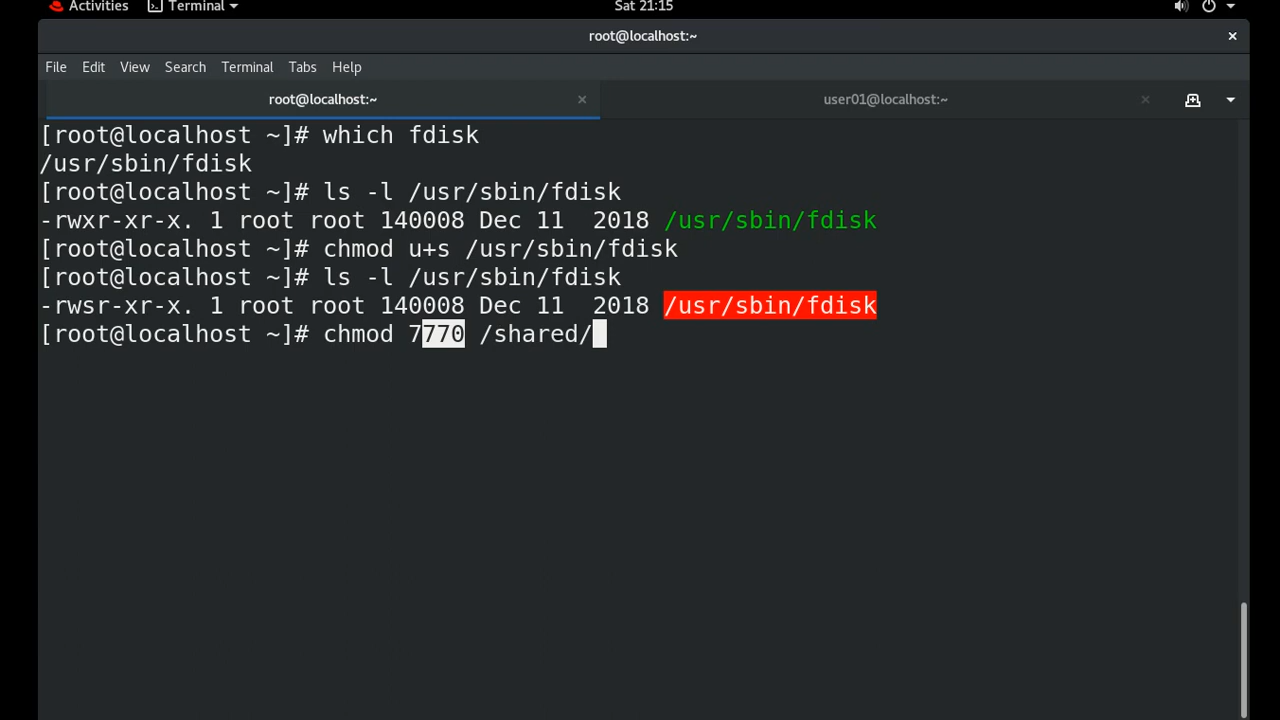 Activities Terminal Sat 21:15
root@localhost:~
File Edit View Search Terminal Tabs Help
root@localhost:~ user01@localhost:~
[root@localhost ~]# which fdisk
/usr/sbin/fdisk
[root@localhost ~]# ls -l /usr/sbin/fdisk
-rwxr-xr-x. 1 root root 140008 Dec 11  2018 /usr/sbin/fdisk
[root@localhost ~]# chmod u+s /usr/sbin/fdisk
[root@localhost ~]# ls -l /usr/sbin/fdisk
-rwsr-xr-x. 1 root root 140008 Dec 11  2018 /usr/sbin/fdisk
[root@localhost ~]# chmod 7770 /shared/